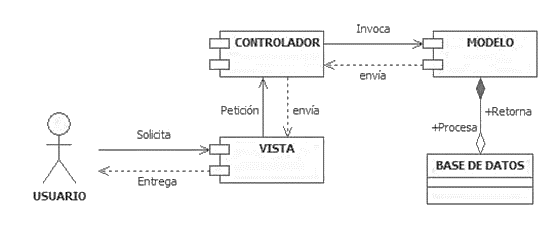 Invoca
CONTROLADOR
MODELO
envía
Petición
envía
+Retorna
+Procesa
Solicita
VISTA
BASE DE DATOS
Entrega
USUARIO